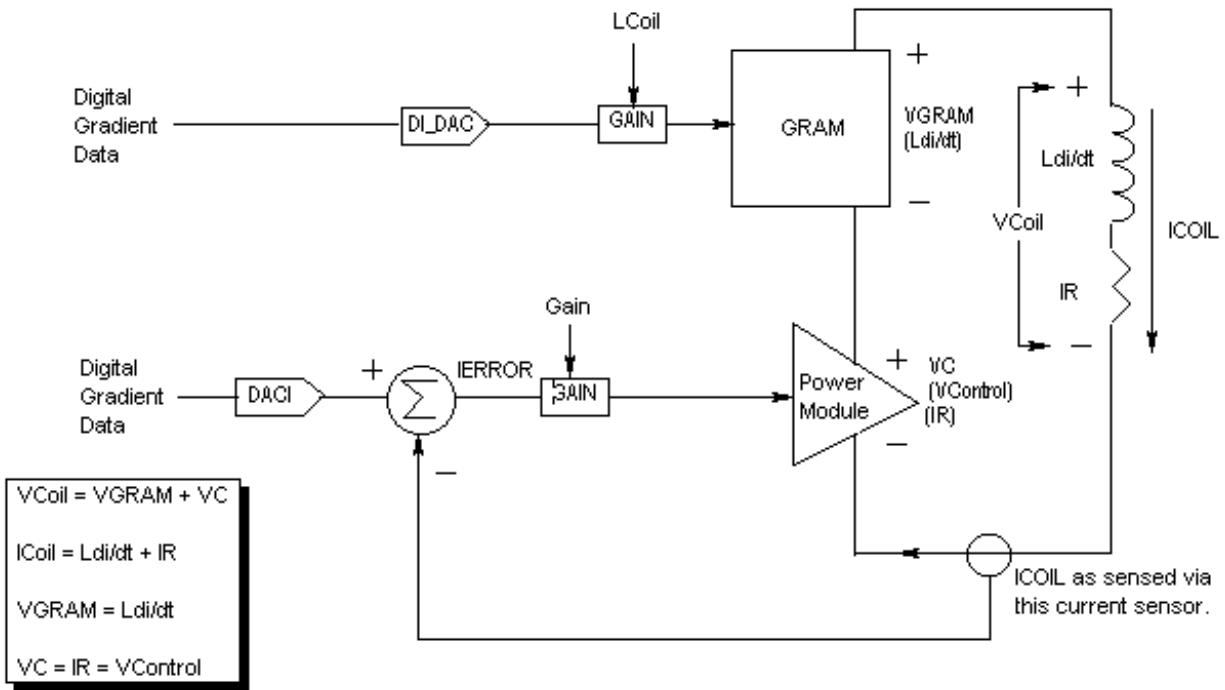 LCoil
Digital
Gradient
Data
DI_DAC
GAIN
GRAM
+
VGRAM
(Ldi/dt)
−
+
Ldi/dt
VCoil
ICOIL
IR
−
Gain
Digital
Gradient
Data
DACI
+
Σ
−
IERROR
GAIN
Power
Module
+
VC
(VControl)
(IR)
−
ICOIL as sensed via
this current sensor.
VCoil = VGRAM + VC
ICoil = Ldi/dt + IR
VGRAM = Ldi/dt
VC = IR = VControl